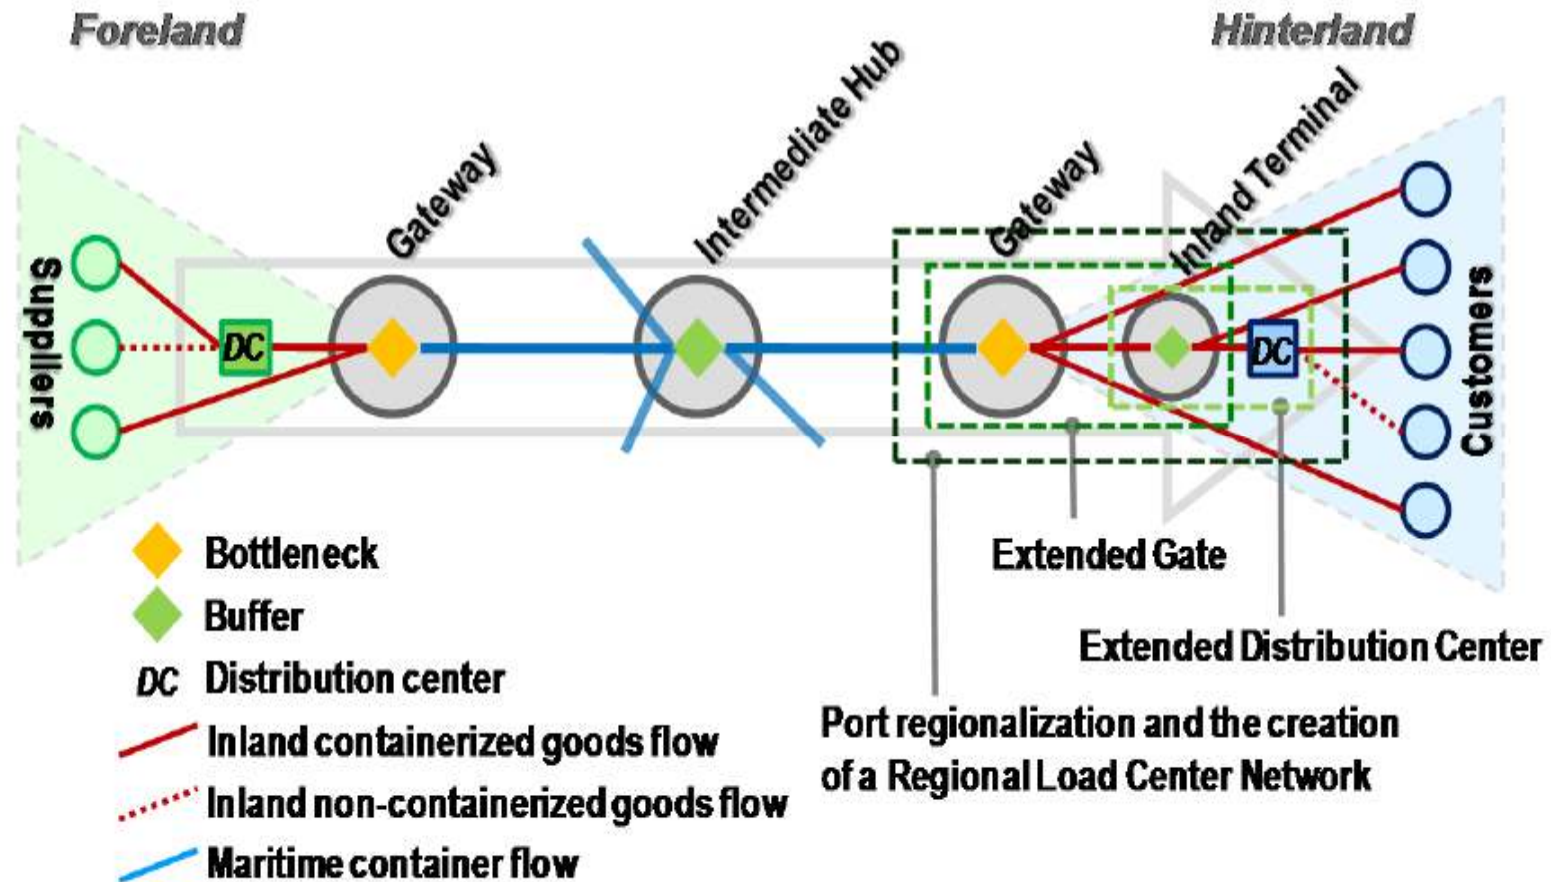 Foreland
Hinterland
Gateway
Intermediate Hub
Gateway
Inland Terminal
Suppliers
DC
DC
Customers
Extended Gate
Extended Distribution Center
Port regionalization and the creation
of a Regional Load Center Network
Bottleneck
Buffer
DC Distribution center
Inland containerized goods flow
Inland non-containerized goods flow
Maritime container flow